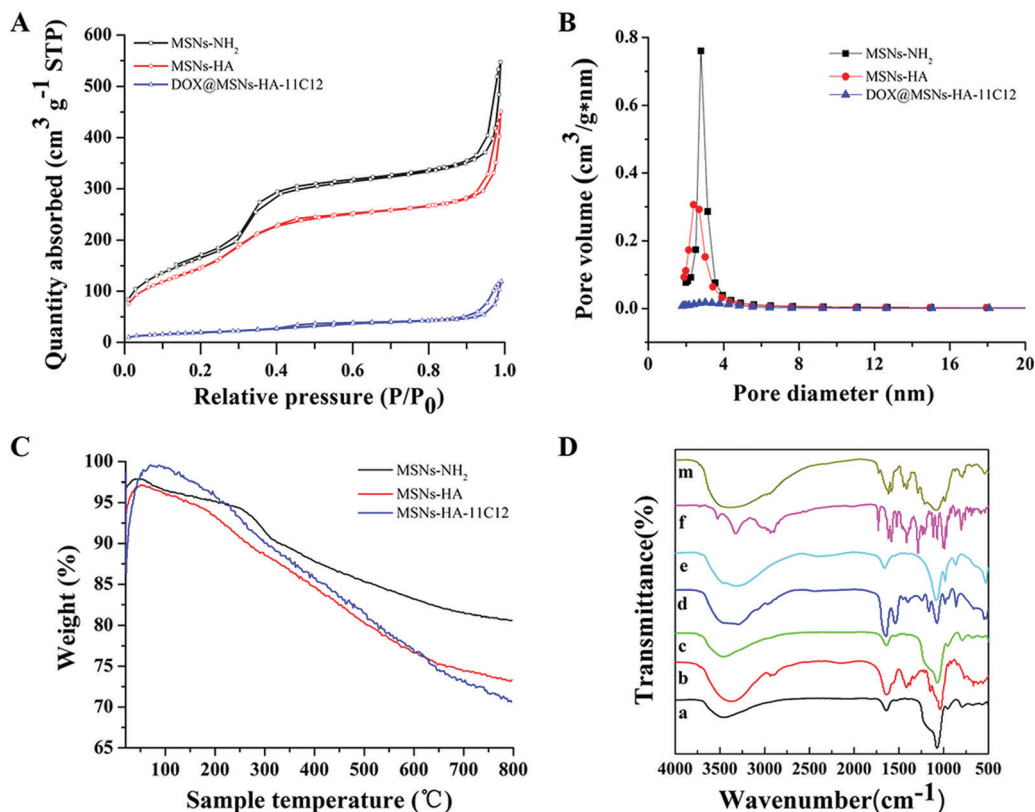 A
MSNs-NH2
MSNs-HA
DOX@MSNs-HA-11C12
600
500
400
300
200
100
0
0.0 0.2 0.4 0.6 0.8 1.0
Quantity absorbed (cm3 g-1 STP)
Relative pressure (P/P0)
B
MSNs-NH2
MSNs-HA
DOX@MSNs-HA-11C12
0.8
0.6
0.4
0.2
0.0
0 4 8 12 16 20
Pore volume (cm3/g*nm)
Pore diameter (nm)
C
MSNs-NH2
MSNs-HA
MSNs-HA-11C12
100
95
90
85
80
75
70
65
100 200 300 400 500 600 700 800
Weight (%)
Sample temperature (℃)
D
m
f
e
d
c
b
a
4000 3500 3000 2500 2000 1500 1000 500
Transmittance(%)
Wavenumber(cm-1)